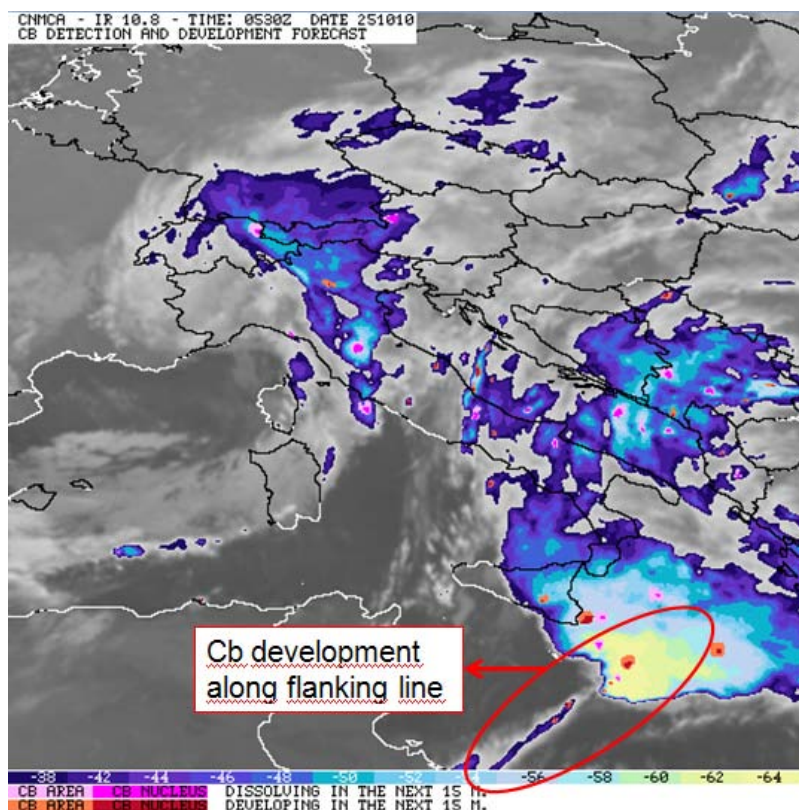 CNMCA - IR 10.8 - TIME: 0530Z DATE 251010
CB DETECTION AND DEVELOPMENT FORECAST
Cb development
along flanking line
-38 -42 -44 -46 -48 -50 -52 -54 -56 -58 -60 -62 -64
CB AREA CB NUCLEUS DISSOLVING IN THE NEXT 15 M.
CB AREA CB NUCLEUS DEVELOPING IN THE NEXT 15 M.